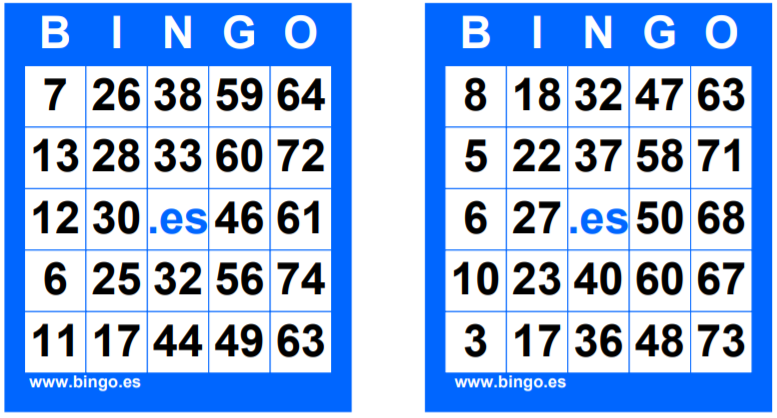 B I N G O
7 26 38 59 64
13 28 33 60 72
12 30 .es 46 61
6 25 32 56 74
11 17 44 49 63
www.bingo.es
B I N G O
8 18 32 47 63
5 22 37 58 71
6 27 .es 50 68
10 23 40 60 67
3 17 36 48 73
www.bingo.es